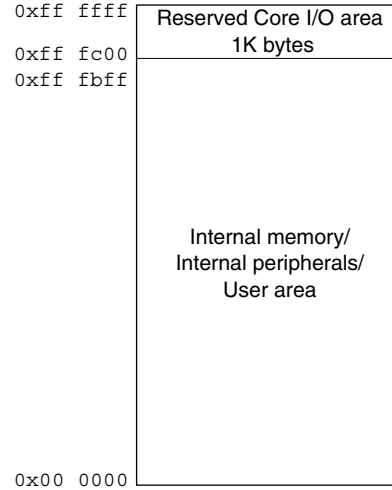 0xff ffff
Reserved Core I/O area
1K bytes
0xff fc00
0xff fbff
Internal memory/
Internal peripherals/
User area
0x00 0000